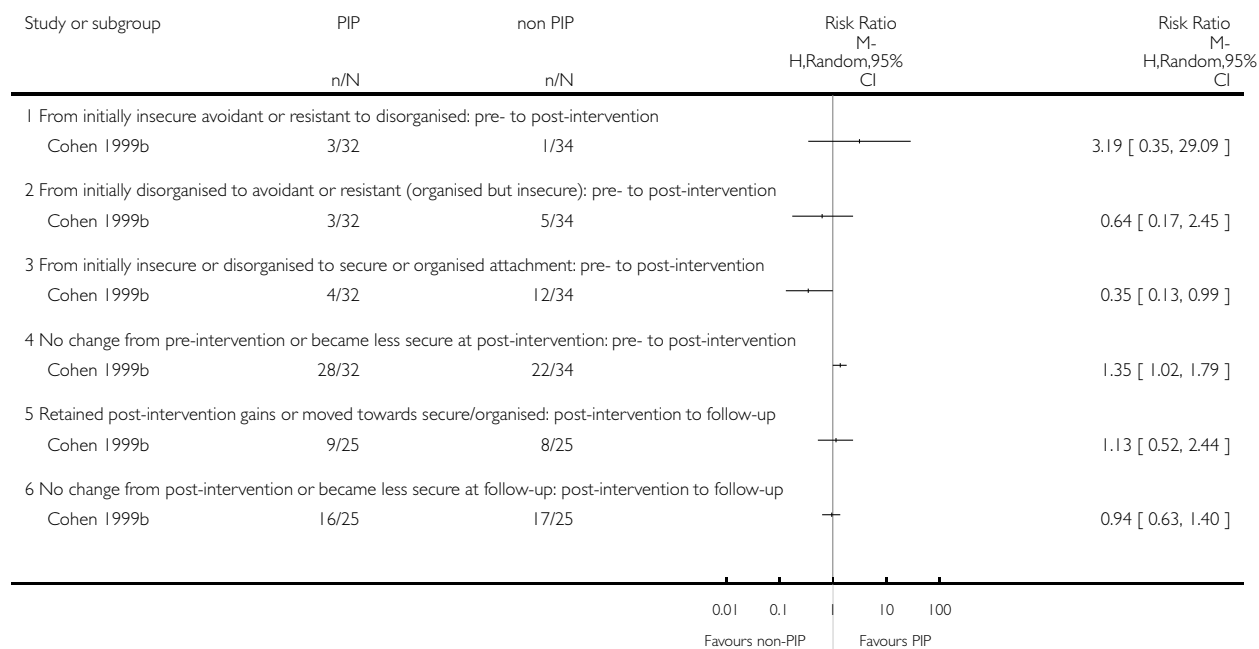 Study or subgroup PIP non PIP Risk Ratio Risk Ratio
M- M-
H,Random,95% H,Random,95%
n/N n/N CI CI
1 From initially insecure avoidant or resistant to disorganised: pre- to post-intervention
Cohen 1999b 3/32 1/34 3.19 [ 0.35, 29.09 ]
2 From initially disorganised to avoidant or resistant (organised but insecure): pre- to post-intervention
Cohen 1999b 3/32 5/34 0.64 [ 0.17, 2.45 ]
3 From initially insecure or disorganised to secure or organised attachment: pre- to post-intervention
Cohen 1999b 4/32 12/34 0.35 [ 0.13, 0.99 ]
4 No change from pre-intervention or became less secure at post-intervention: pre- to post-intervention
Cohen 1999b 28/32 22/34 1.35 [ 1.02, 1.79 ]
5 Retained post-intervention gains or moved towards secure/organised: post-intervention to follow-up
Cohen 1999b 9/25 8/25 1.13 [ 0.52, 2.44 ]
6 No change from post-intervention or became less secure at follow-up: post-intervention to follow-up
Cohen 1999b 16/25 17/25 0.94 [ 0.63, 1.40 ]
0.01 0.1 1 10 100
Favours non-PIP Favours PIP